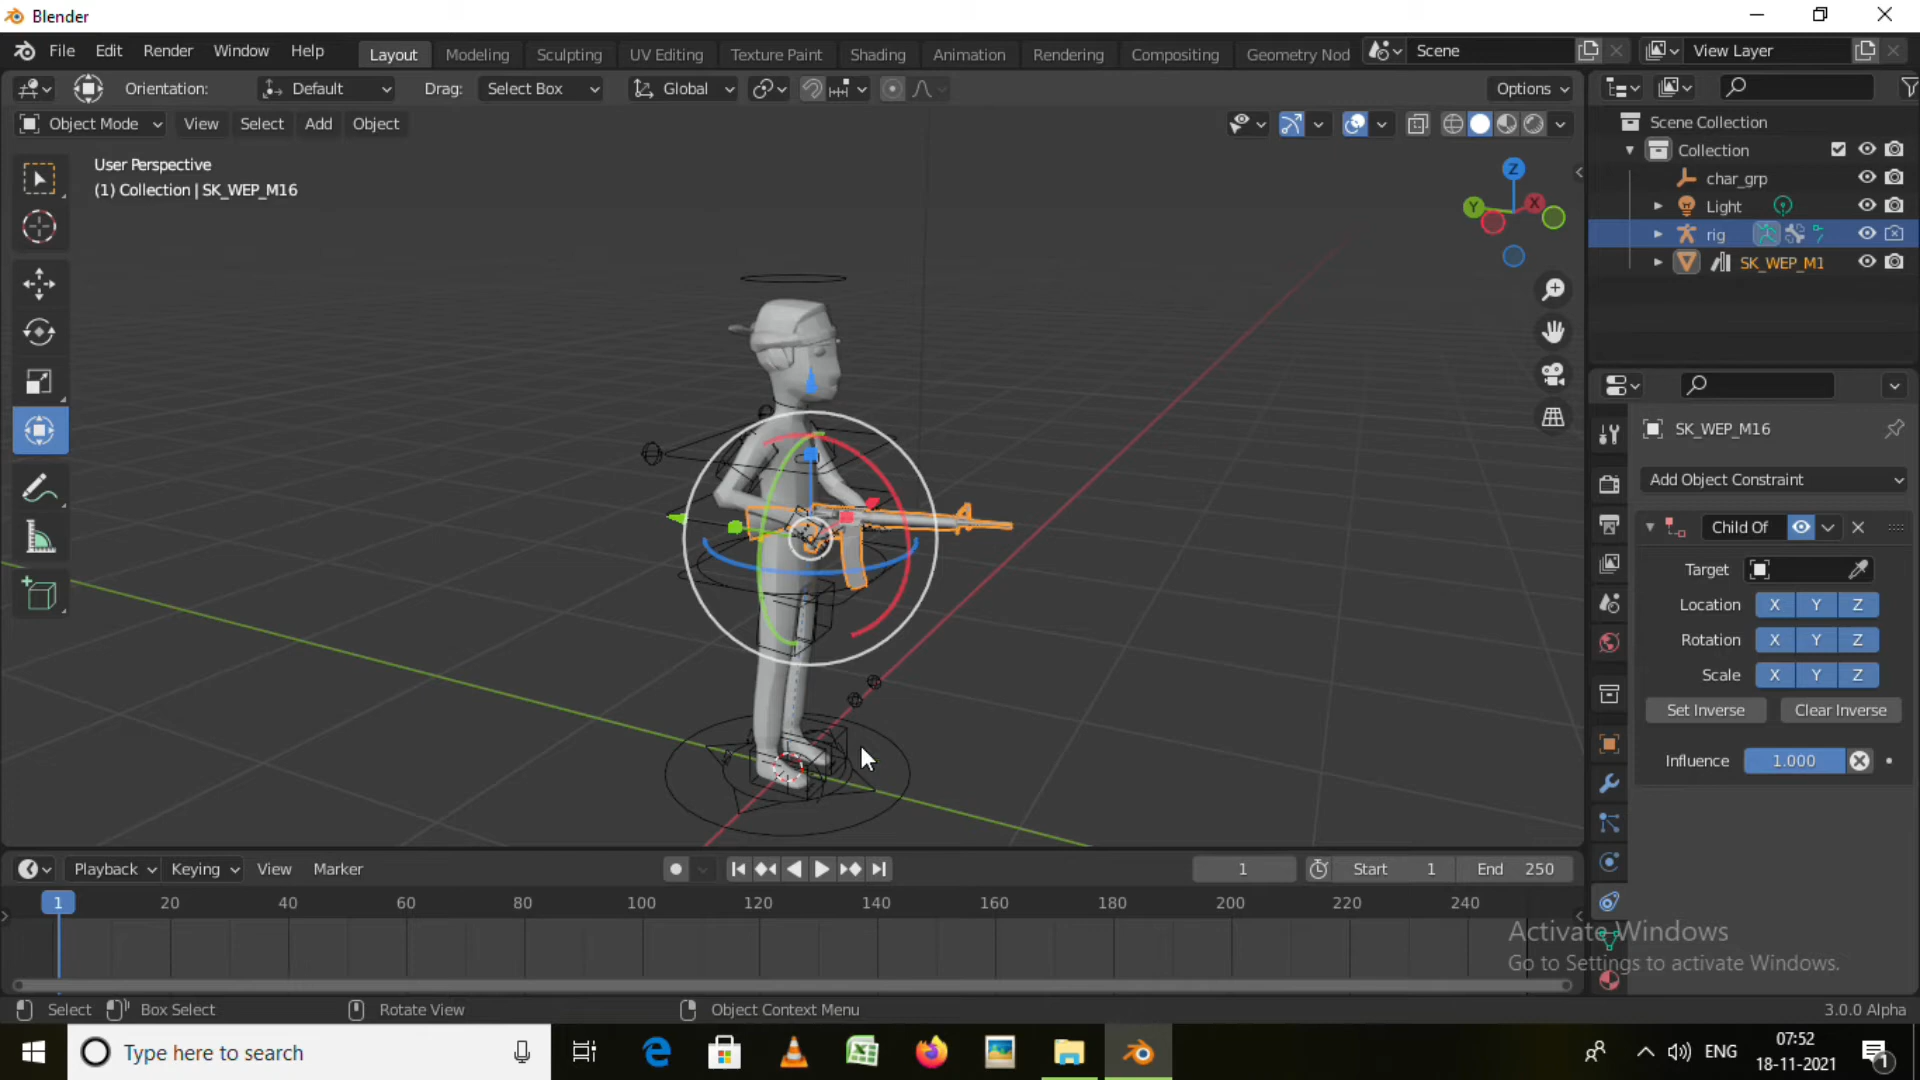 Blender
File Edit Render Window Help Layout Modeling Sculpting UV Editing Texture Paint Shading Animation Rendering Compositing Geometry Nod Scene View Layer
Orientation: Default Drag: Select Box Global Options
Object Mode View Select Add Object
User Perspective
(1) Collection | SK_WEP_M16
Z
Y
X
Scene Collection
Collection
char_grp
Light
rig
SK_WEP_M1
SK_WEP_M16
Add Object Constraint
Child Of
Target
Location X Y Z
Rotation X Y Z
Scale X Y Z
Set Inverse Clear Inverse
Influence 1.000
Playback Keying View Marker 1 Start 1 End 250
1 20 40 60 80 100 120 140 160 180 200 220 240
Activate Windows
Go to Settings to activate Windows.
Select Box Select Rotate View Object Context Menu 3.0.0 Alpha
Type here to search
ENG
07:52
18-11-2021
1